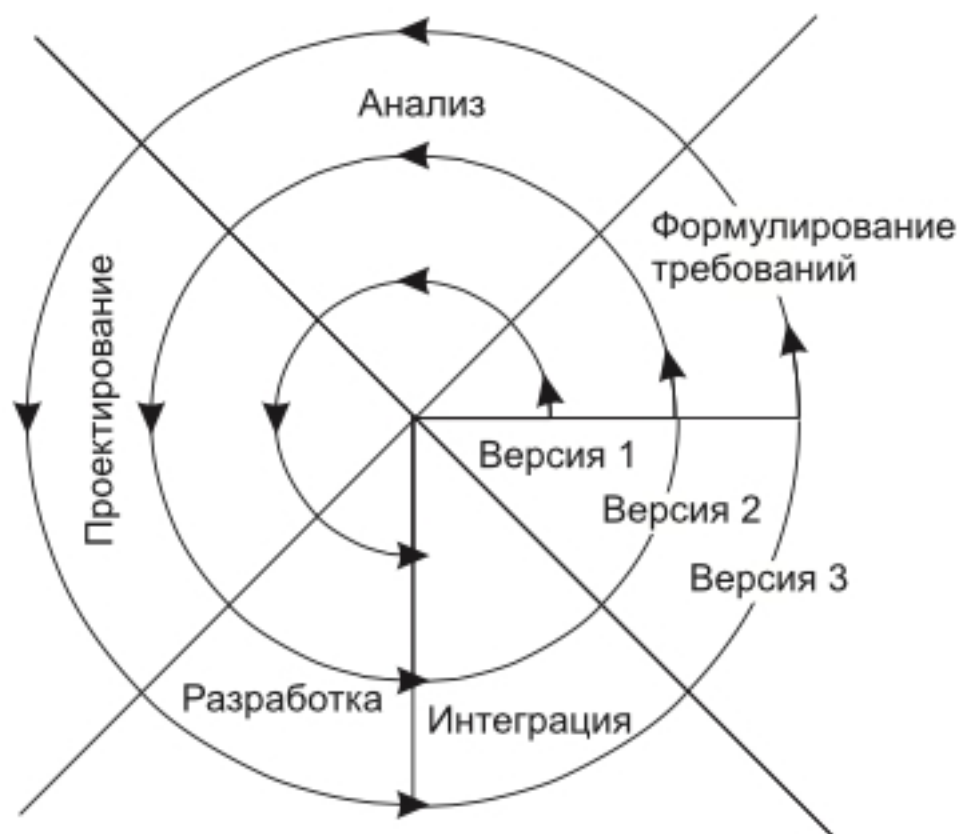 Анализ
Формулирование
требований
Проектирование
Версия 1
Версия 2
Версия 3
Разработка
Интеграция